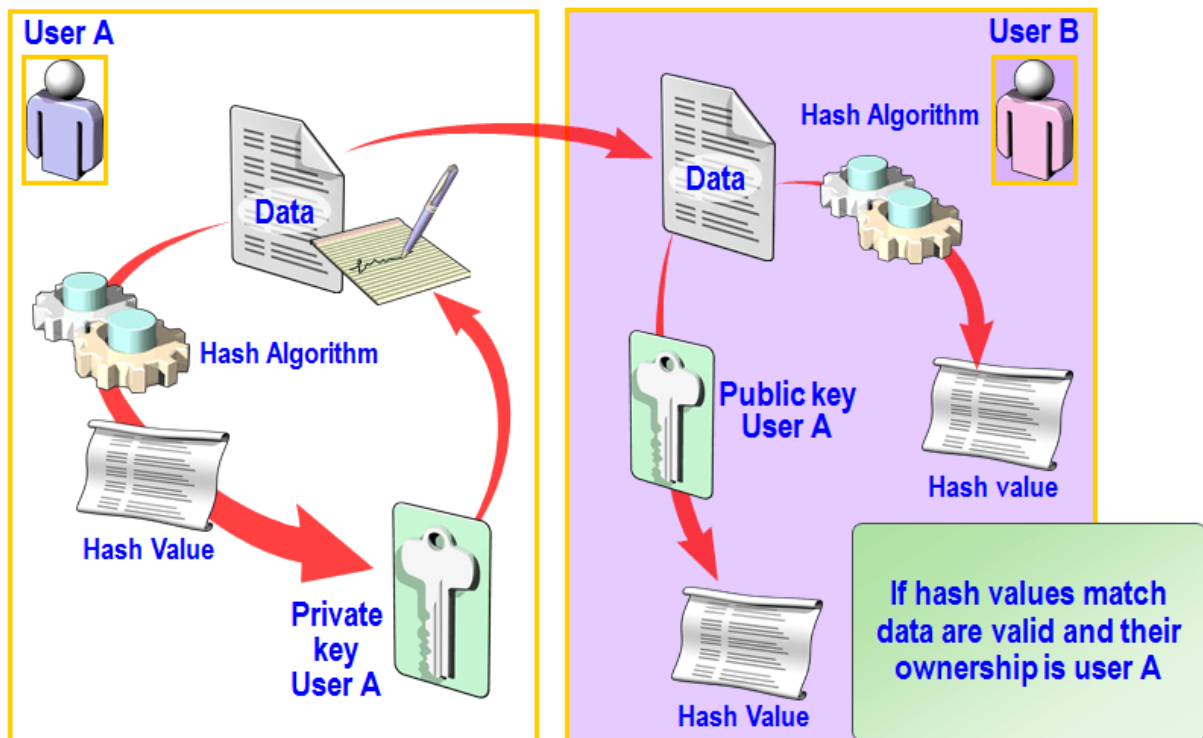 User A
Data
Hash Algorithm
Hash Value
Private
key
User A
User B
Hash Algorithm
Data
Public key
User A
Hash value
Hash Value
If hash values match
data are valid and their
ownership is user A